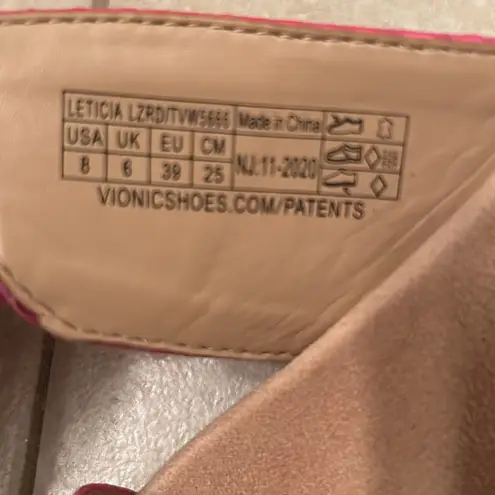 LETICIA LZRD/TVW5665 Made in China
USA UK EU CM
8 6 39 25
NJ:11-2020
VIONICSHOES.COM/PATENTS